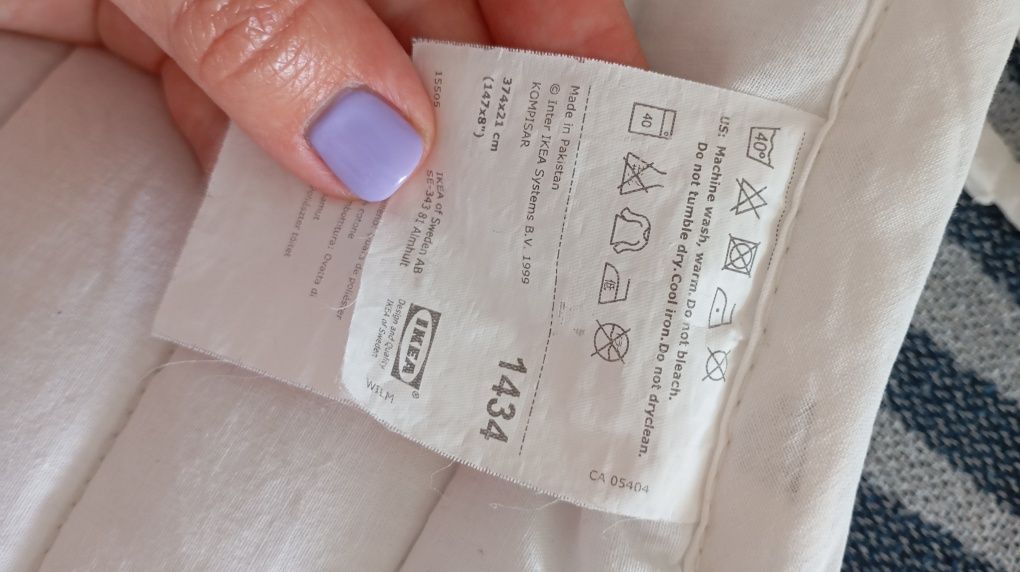 40°
US: Machine wash, warm. Do not bleach.
Do not tumble dry. Cool iron. Do not dryclean.
40
低
CA 05404
Made in Pakistan
© Inter IKEA Systems B.V. 1999
KOMPISAR
374x21 cm
(147x8")
1434
15505
IKEA of Sweden AB
SE-343 81 Älmhult
IKEA®
Design and Quality
IKEA of Sweden